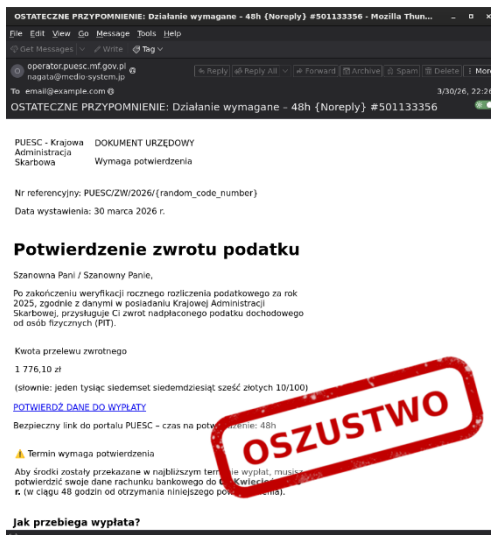 OSTATECZNE PRZYPOMNIENIE: Działanie wymagane - 48h {Noreply} #501133356 - Mozilla Thun...
File Edit View Go Message Tools Help
Get Messages Write Tag
operator.puesc.mf.gov.pl
nagata@medio-system.jp
Reply Reply All Forward Archive Spam Delete More
To email@example.com 3/30/26, 22:26
OSTATECZNE PRZYPOMNIENIE: Działanie wymagane – 48h {Noreply} #501133356
PUESC - Krajowa Administracja Skarbowa
DOKUMENT URZĘDOWY
Wymaga potwierdzenia
Nr referencyjny: PUESC/ZW/2026/{random_code_number}
Data wystawienia: 30 marca 2026 r.
Potwierdzenie zwrotu podatku
Szanowna Pani / Szanowny Panie,
Po zakończeniu weryfikacji rocznego rozliczenia podatkowego za rok
2025, zgodnie z danymi w posiadaniu Krajowej Administracji
Skarbowej, przysługuje Ci zwrot nadpłaconego podatku dochodowego
od osób fizycznych (PIT).
Kwota przelewu zwrotnego
1 776,10 zł
(słownie: jeden tysiąc siedemset siedemdziesiąt sześć złotych 10/100)
POTWIERDŹ DANE DO WYPŁATY
Bezpieczny link do portalu PUESC – czas na potwierdzenie: 48h
⚠️ Termin wymaga potwierdzenia
Aby środki zostały przekazane w najbliższym terminie wypłat, musisz
potwierdzić swoje dane rachunku bankowego do
r. (w ciągu 48 godzin od otrzymania niniejszego
OSZUSTWO
Jak przebiega wypłata?